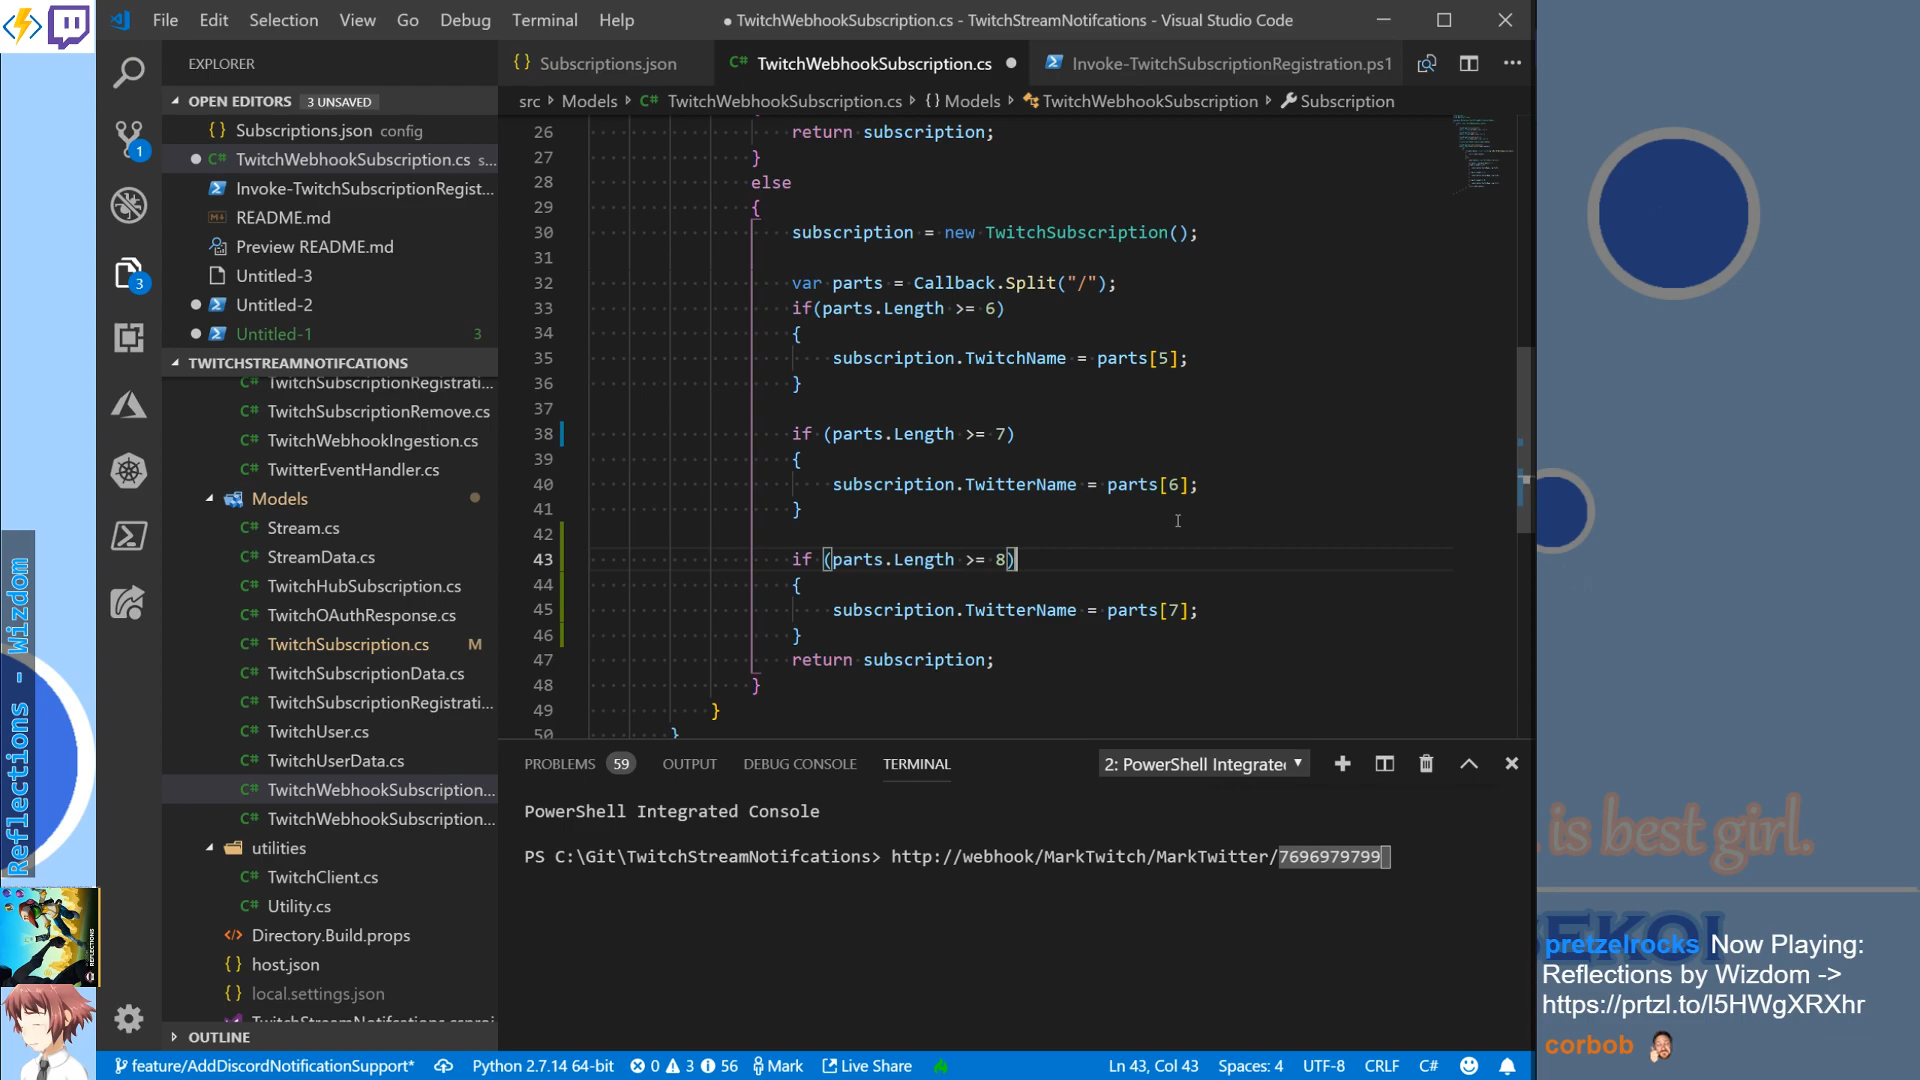 File Edit Selection View Go Debug Terminal Help
● TwitchWebhookSubscription.cs - TwitchStreamNotifcations - Visual Studio Code
EXPLORER
OPEN EDITORS 3 UNSAVED
{} Subscriptions.json config
C# TwitchWebhookSubscription.cs s...
Invoke-TwitchSubscriptionRegist...
README.md
Preview README.md
Untitled-3
Untitled-2
Untitled-1 3
TWITCHSTREAMNOTIFCATIONS
C# TwitchSubscriptionRegistrati...
C# TwitchSubscriptionRemove.cs
C# TwitchWebhookIngestion.cs
C# TwitterEventHandler.cs
Models
C# Stream.cs
C# StreamData.cs
C# TwitchHubSubscription.cs
C# TwitchOAuthResponse.cs
C# TwitchSubscription.cs M
C# TwitchSubscriptionData.cs
C# TwitchSubscriptionRegistrati...
C# TwitchUser.cs
C# TwitchUserData.cs
C# TwitchWebhookSubscription...
C# TwitchWebhookSubscription...
utilities
C# TwitchClient.cs
C# Utility.cs
Directory.Build.props
{} host.json
{} local.settings.json
OUTLINE
1
3
{} Subscriptions.json
C# TwitchWebhookSubscription.cs
Invoke-TwitchSubscriptionRegistration.ps1
src > Models > C# TwitchWebhookSubscription.cs > {} Models > TwitchWebhookSubscription > Subscription
26 return subscription;
27 }
28 else
29 {
30 subscription = new TwitchSubscription();
31
32 var parts = Callback.Split("/");
33 if(parts.Length >= 6)
34 {
35 subscription.TwitchName = parts[5];
36 }
37
38 if (parts.Length >= 7)
39 {
40 subscription.TwitterName = parts[6];
41 }
42
43 if (parts.Length >= 8)
44 {
45 subscription.TwitterName = parts[7];
46 }
47 return subscription;
48 }
49 }
50 }
PROBLEMS 59 OUTPUT DEBUG CONSOLE TERMINAL
2: PowerShell Integrate
PowerShell Integrated Console
PS C:\Git\TwitchStreamNotifcations> http://webhook/MarkTwitch/MarkTwitter/7696979799
feature/AddDiscordNotificationSupport* Python 2.7.14 64-bit 0 3 56 Mark Live Share
Ln 43, Col 43 Spaces: 4 UTF-8 CRLF C#
Reflections - Wizdom
is best girl.
pretzelrocks Now Playing:
Reflections by Wizdom ->
https://prtzl.to/l5HWgXRXhr
corbob